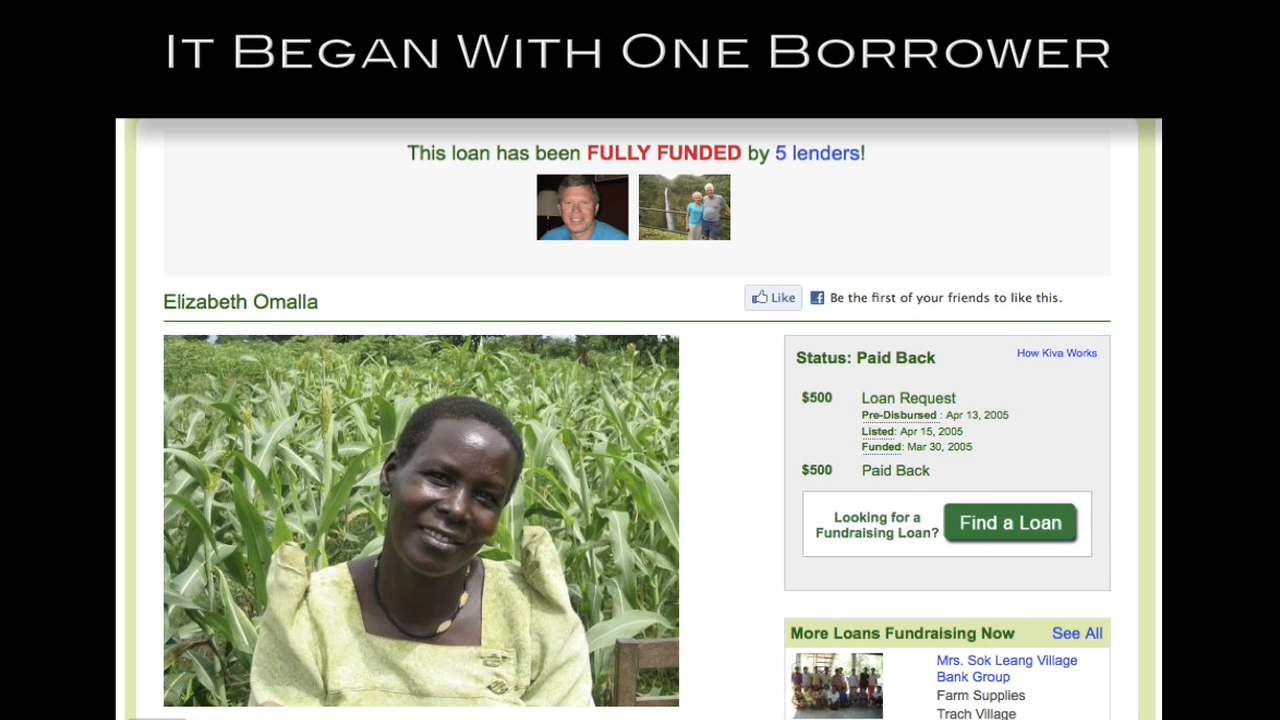 It Began With One Borrower
This loan has been FULLY FUNDED by 5 lenders!
Elizabeth Omalla
Like
Be the first of your friends to like this.
Status: Paid Back
How Kiva Works
$500 Loan Request
Pre-Disbursed : Apr 13, 2005
Listed: Apr 15, 2005
Funded: Mar 30, 2005
$500 Paid Back
Looking for a
Fundraising Loan?
Find a Loan
More Loans Fundraising Now See All
Mrs. Sok Leang Village
Bank Group
Farm Supplies
Trach Village